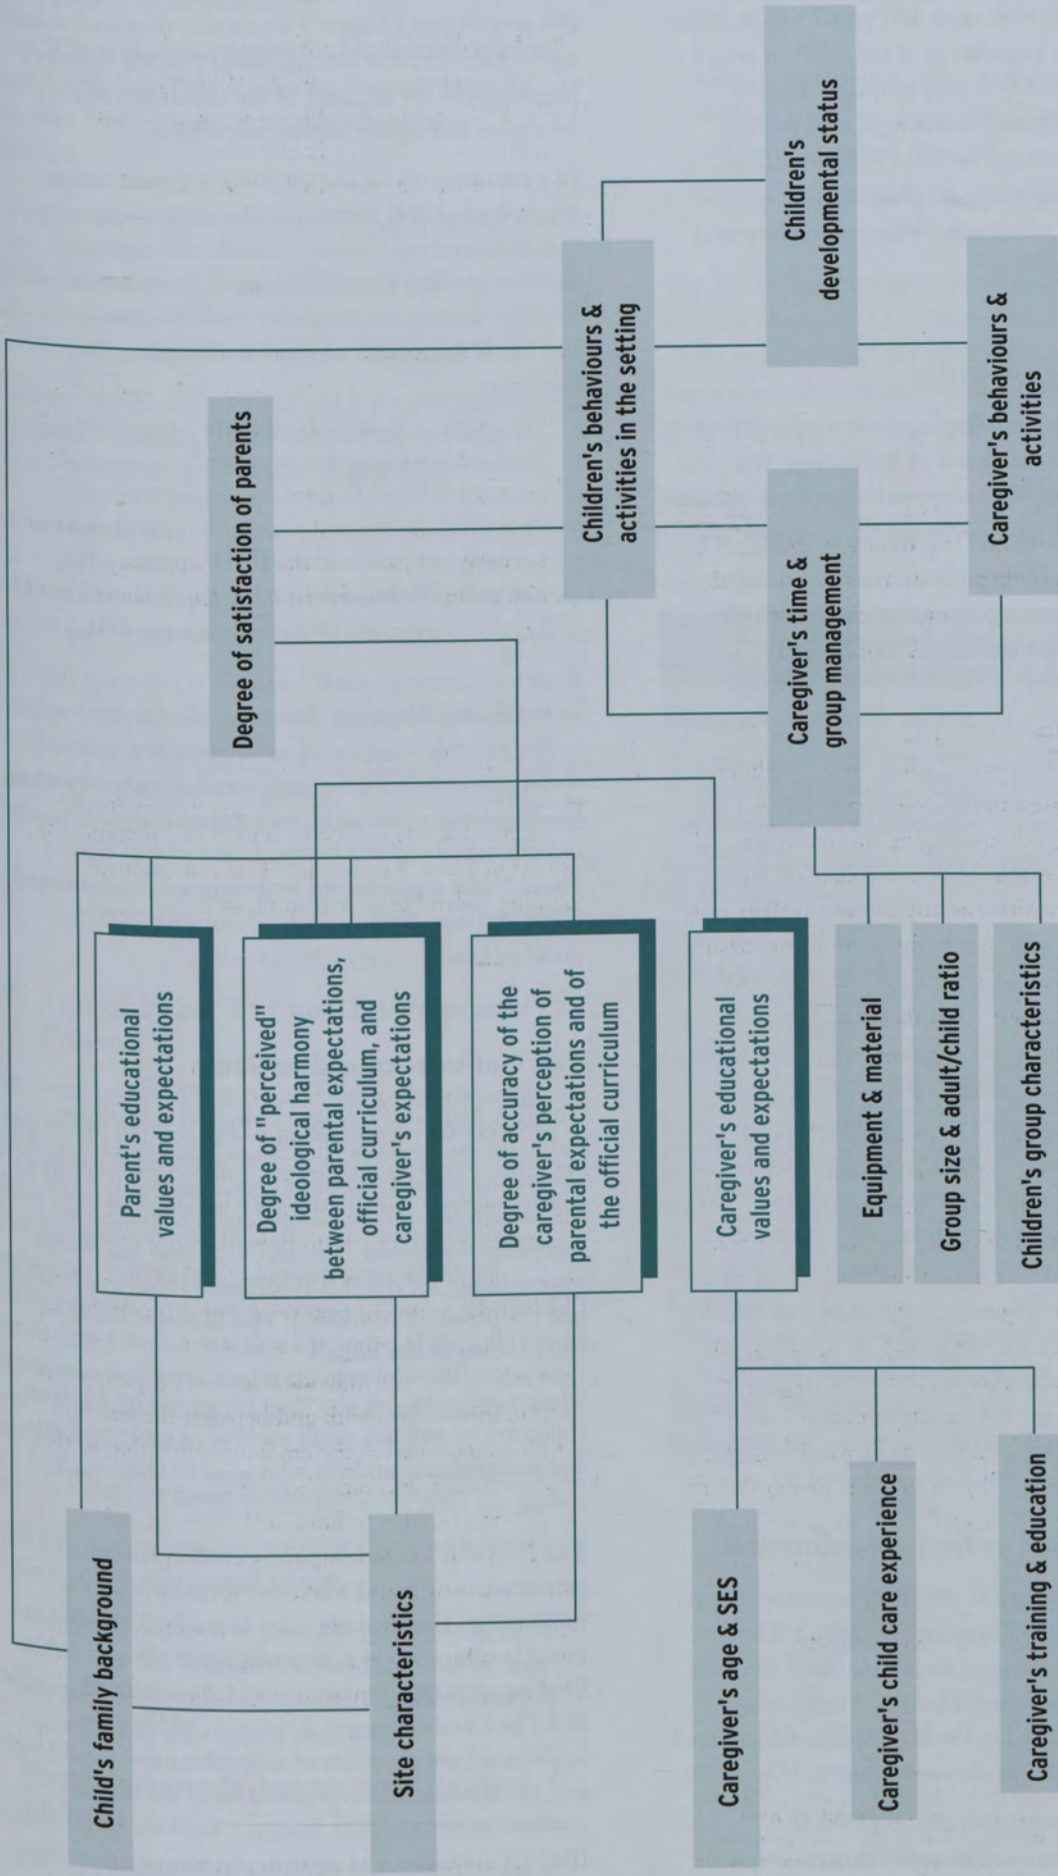 Child's family background
Site characteristics
Caregiver's age & SES
Caregiver's child care experience
Caregiver's training & education
Parent's educational
values and expectations
Degree of "perceived"
ideological harmony
between parental expectations,
official curriculum, and
caregiver's expectations
Degree of accuracy of the
caregiver's perception of
parental expectations and of
the official curriculum
Caregiver's educational
values and expectations
Equipment & material
Group size & adult/child ratio
Children's group characteristics
Degree of satisfaction of parents
Children's behaviours &
activities in the setting
Caregiver's time &
group management
Children's
developmental status
Caregiver's behaviours &
activities